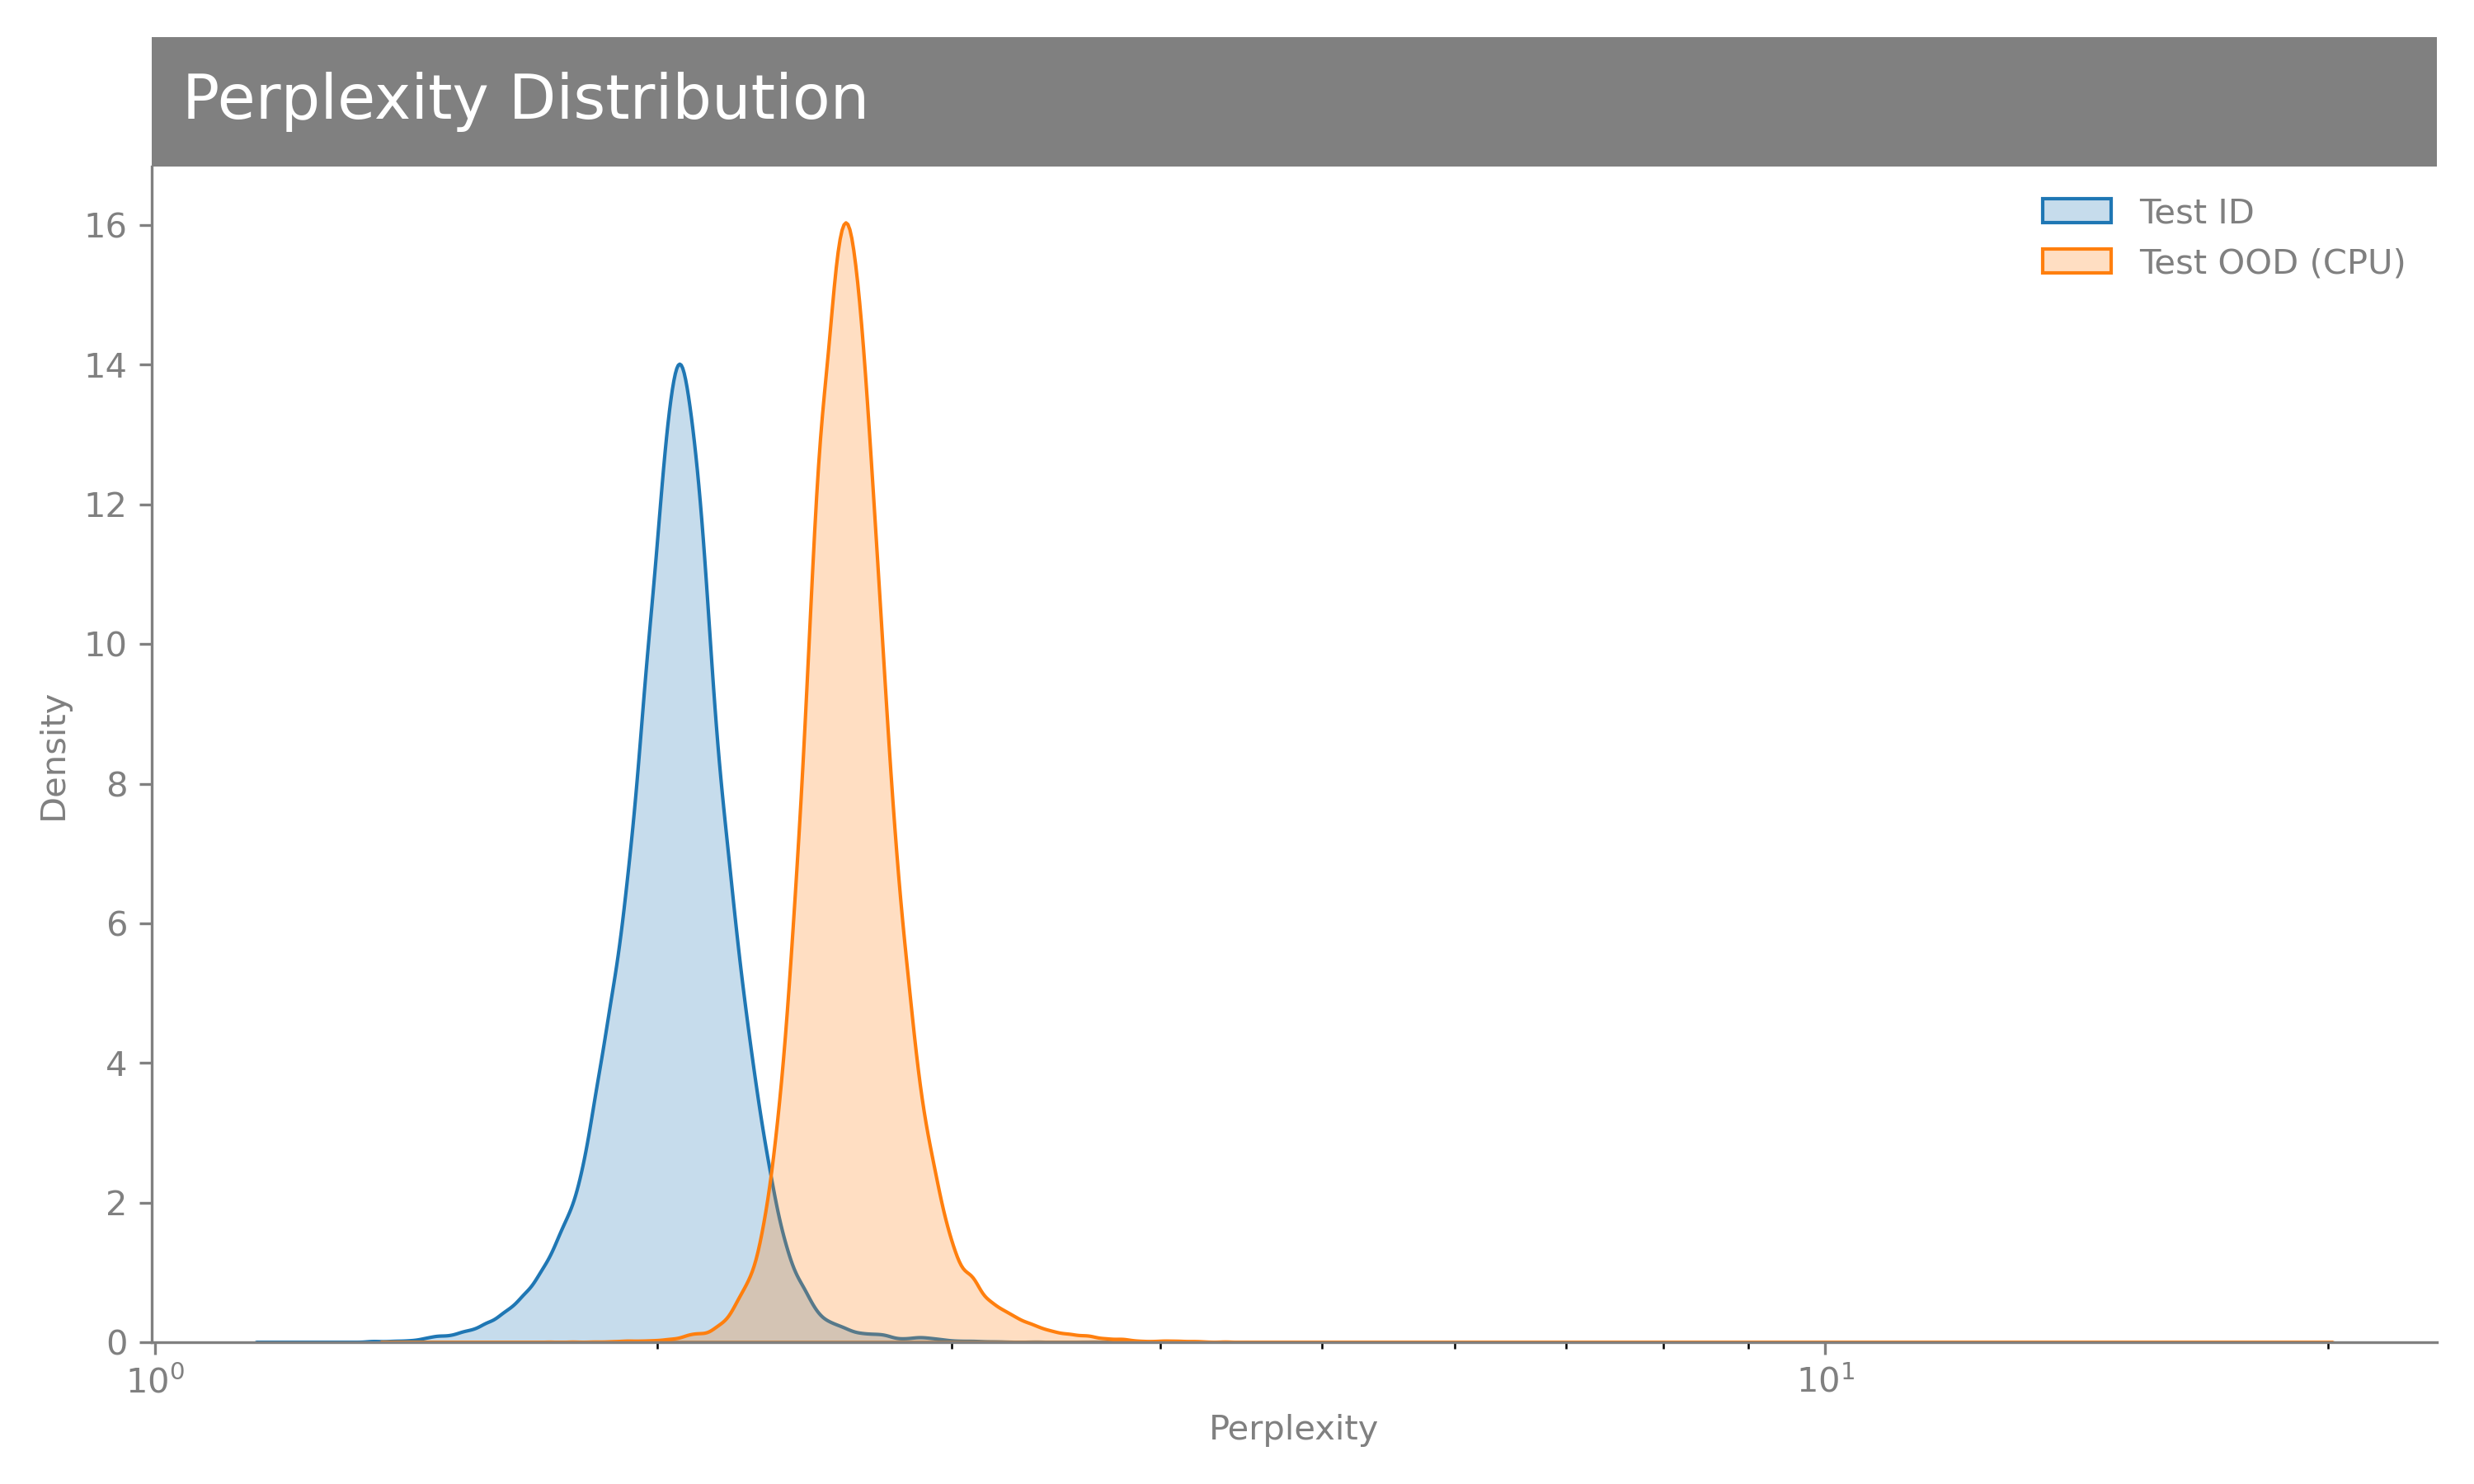 Perplexity Distribution
Test ID
Test OOD (CPU)
16
14
12
10
8
6
4
2
0
Density
10⁰
10¹
Perplexity